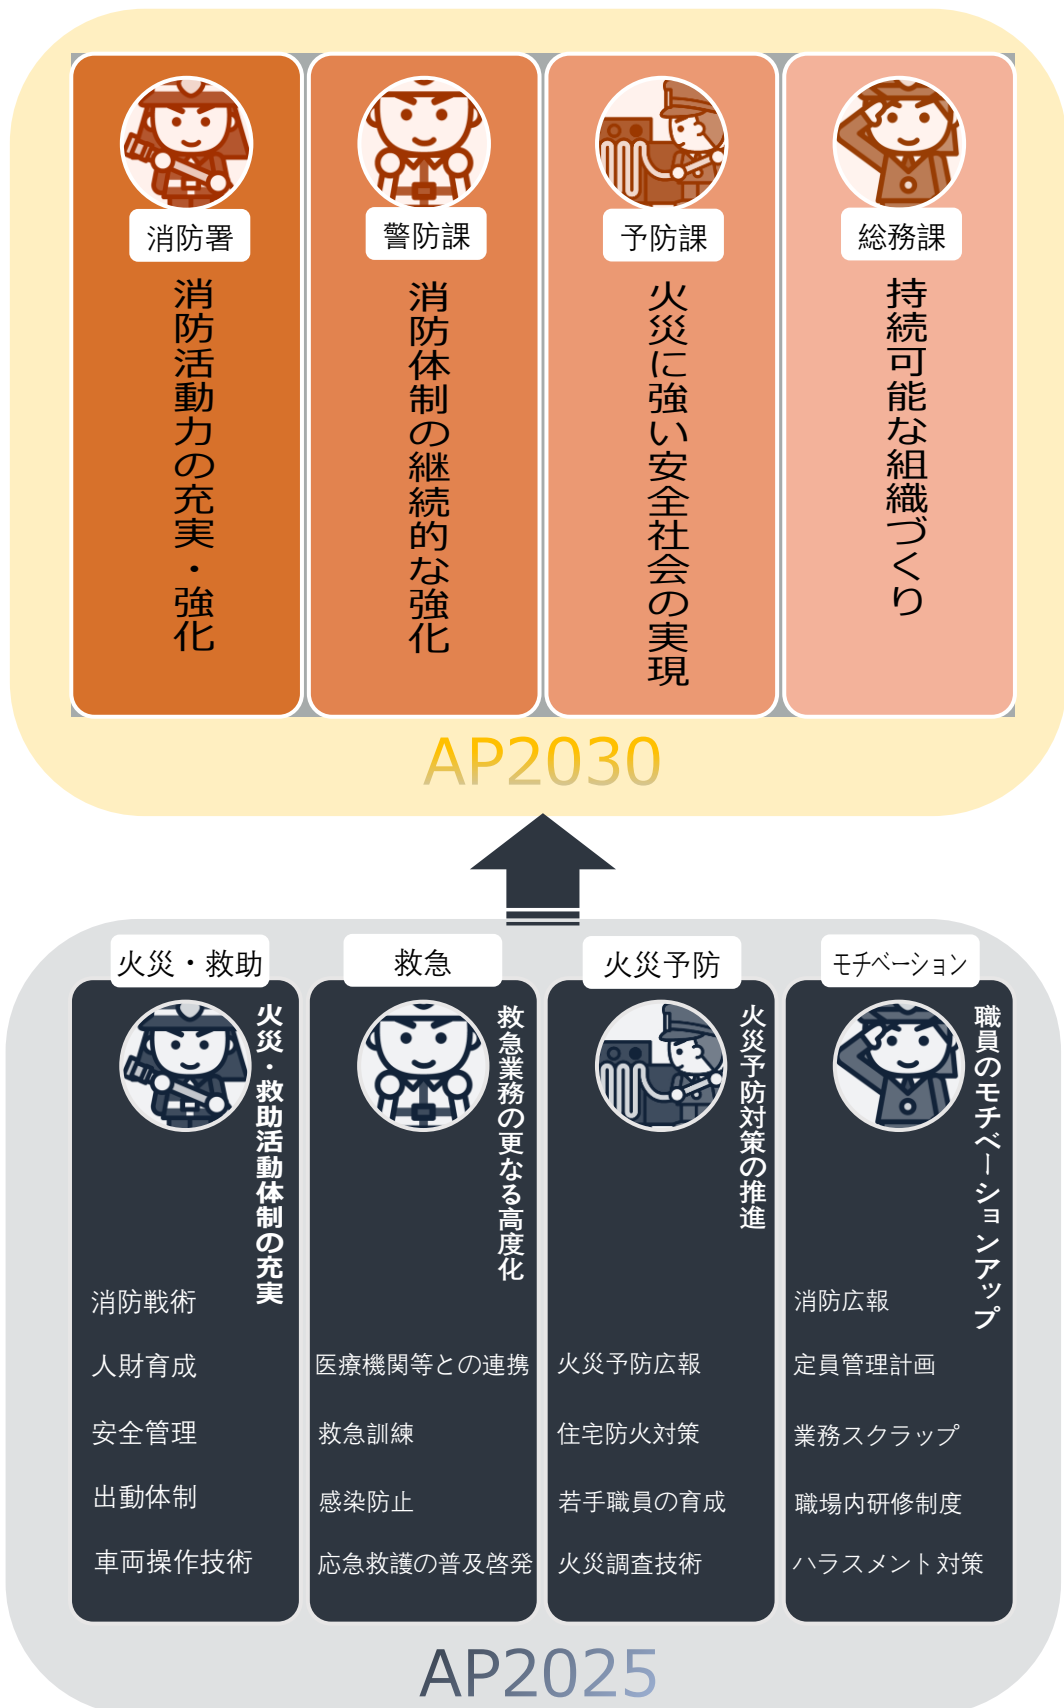 消防署
消防活動力の充実・強化
警防課
消防体制の継続的な強化
予防課
火災に強い安全社会の実現
総務課
持続可能な組織づくり
AP2030
火災・救助
火災・救助活動体制の充実
消防戦術
人財育成
安全管理
出動体制
車両操作技術
救急
救急業務の更なる高度化
医療機関等との連携
救急訓練
感染防止
応急救護の普及啓発
火災予防
火災予防対策の推進
火災予防広報
住宅防火対策
若手職員の育成
火災調査技術
モチベーション
職員のモチベーションアップ
消防広報
定員管理計画
業務スクラップ
職場内研修制度
ハラスメント対策
AP2025